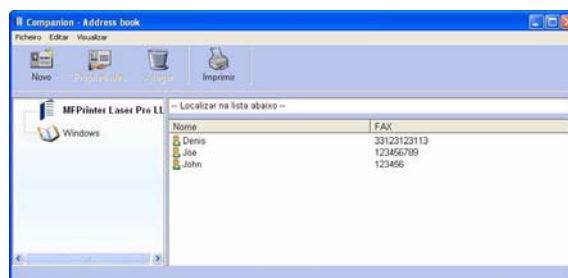 Companion - Address book
Ficheiro Editar Visualizar
Novo Propriedades Imprimir
MFPrinter Laser Pro LL
Windows
-- Localizar na lista abaixo --
Nome FAX
Denis 33123123113
Joe 123456789
John 123456